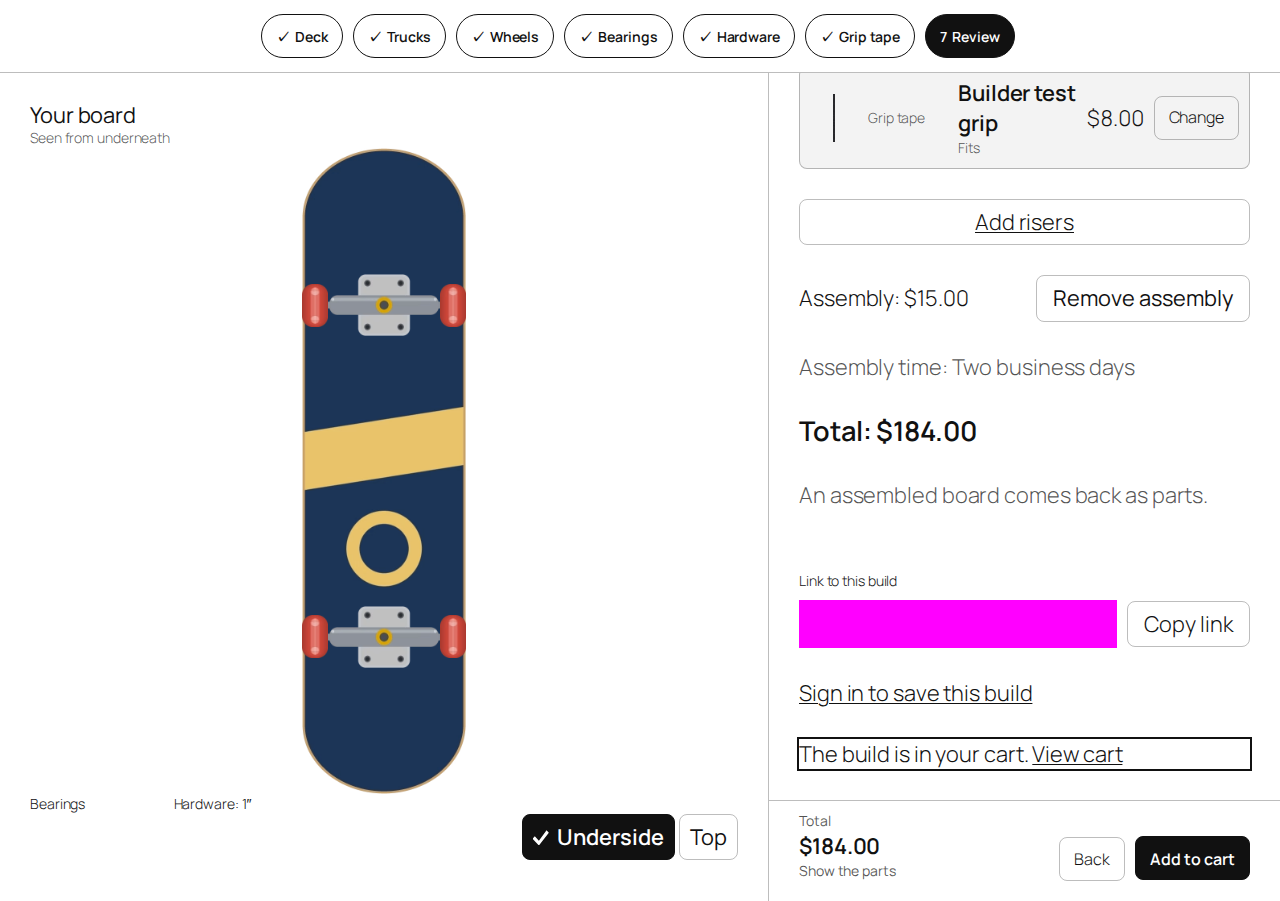 ✓ Deck
✓ Trucks
✓ Wheels
✓ Bearings
✓ Hardware
✓ Grip tape
7 Review
Your board
Seen from underneath
Bearings
Hardware: 1″
✓ Underside
Top
Grip tape
Builder test
grip
Fits
$8.00
Change
Add risers
Assembly: $15.00
Remove assembly
Assembly time: Two business days
Total: $184.00
An assembled board comes back as parts.
Link to this build
Copy link
Sign in to save this build
The build is in your cart. View cart
Total
$184.00
Show the parts
Back
Add to cart